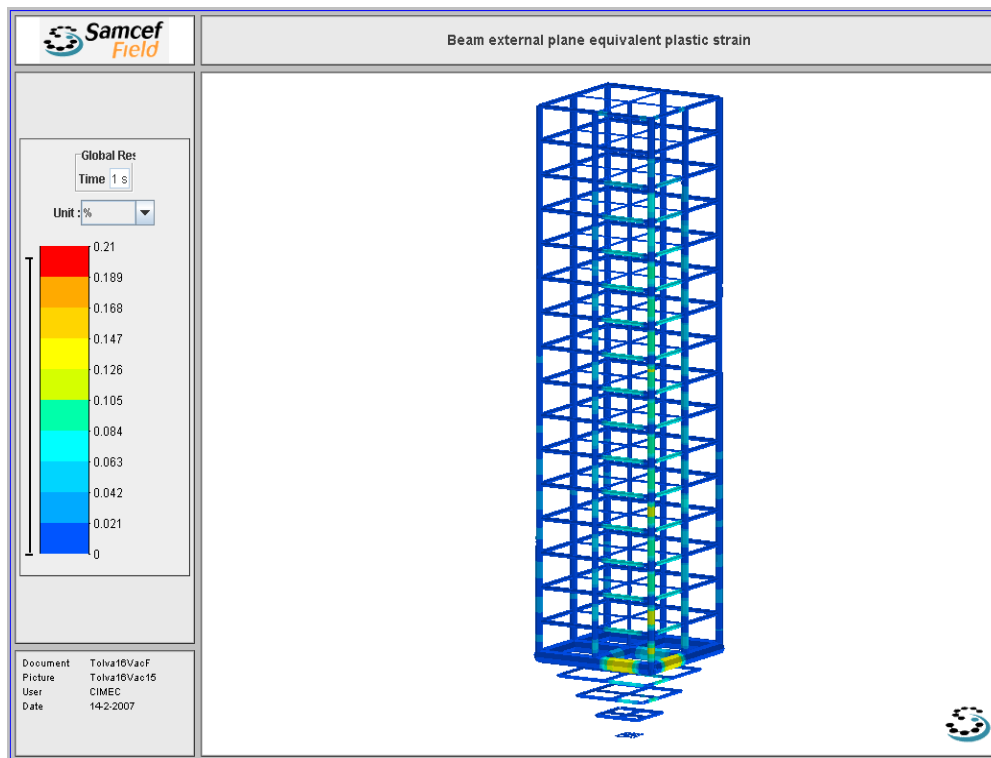 Samcef
Field
Beam external plane equivalent plastic strain
Global Res
Time 1 s
Unit : %
0.21
0.189
0.168
0.147
0.126
0.105
0.084
0.063
0.042
0.021
0
Document Tolva16VacF
Picture Tolva16Vac15
User CIMEC
Date 14-2-2007